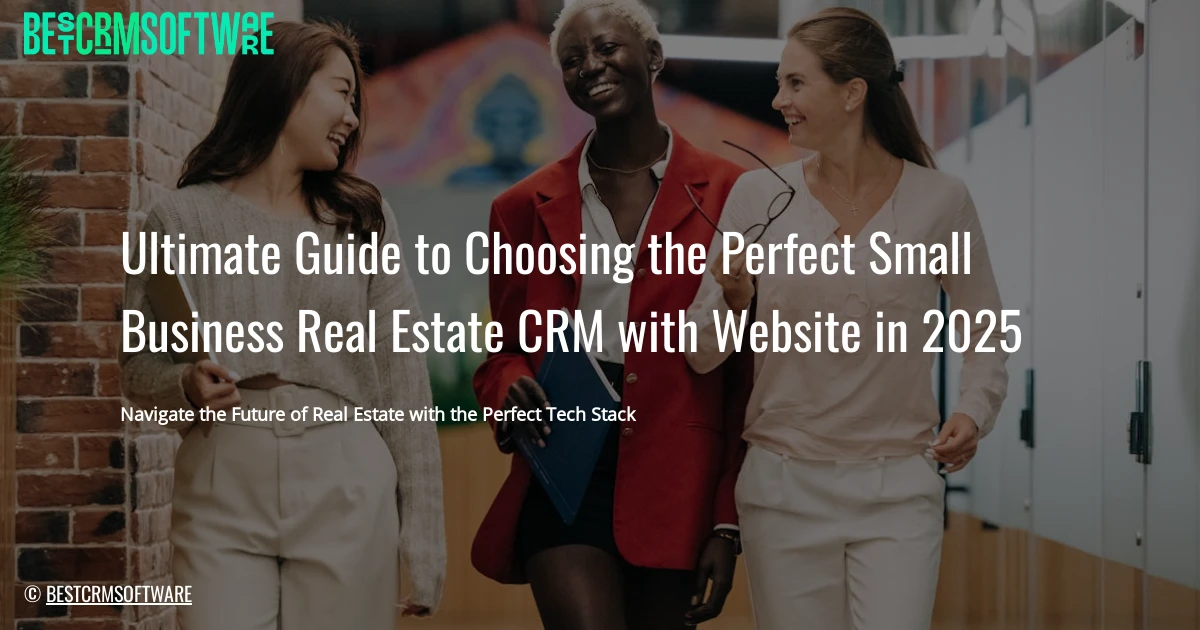 BESTCRMSOFTWARE
Ultimate Guide to Choosing the Perfect Small
Business Real Estate CRM with Website in 2025
Navigate the Future of Real Estate with the Perfect Tech Stack
© BESTCRMSOFTWARE